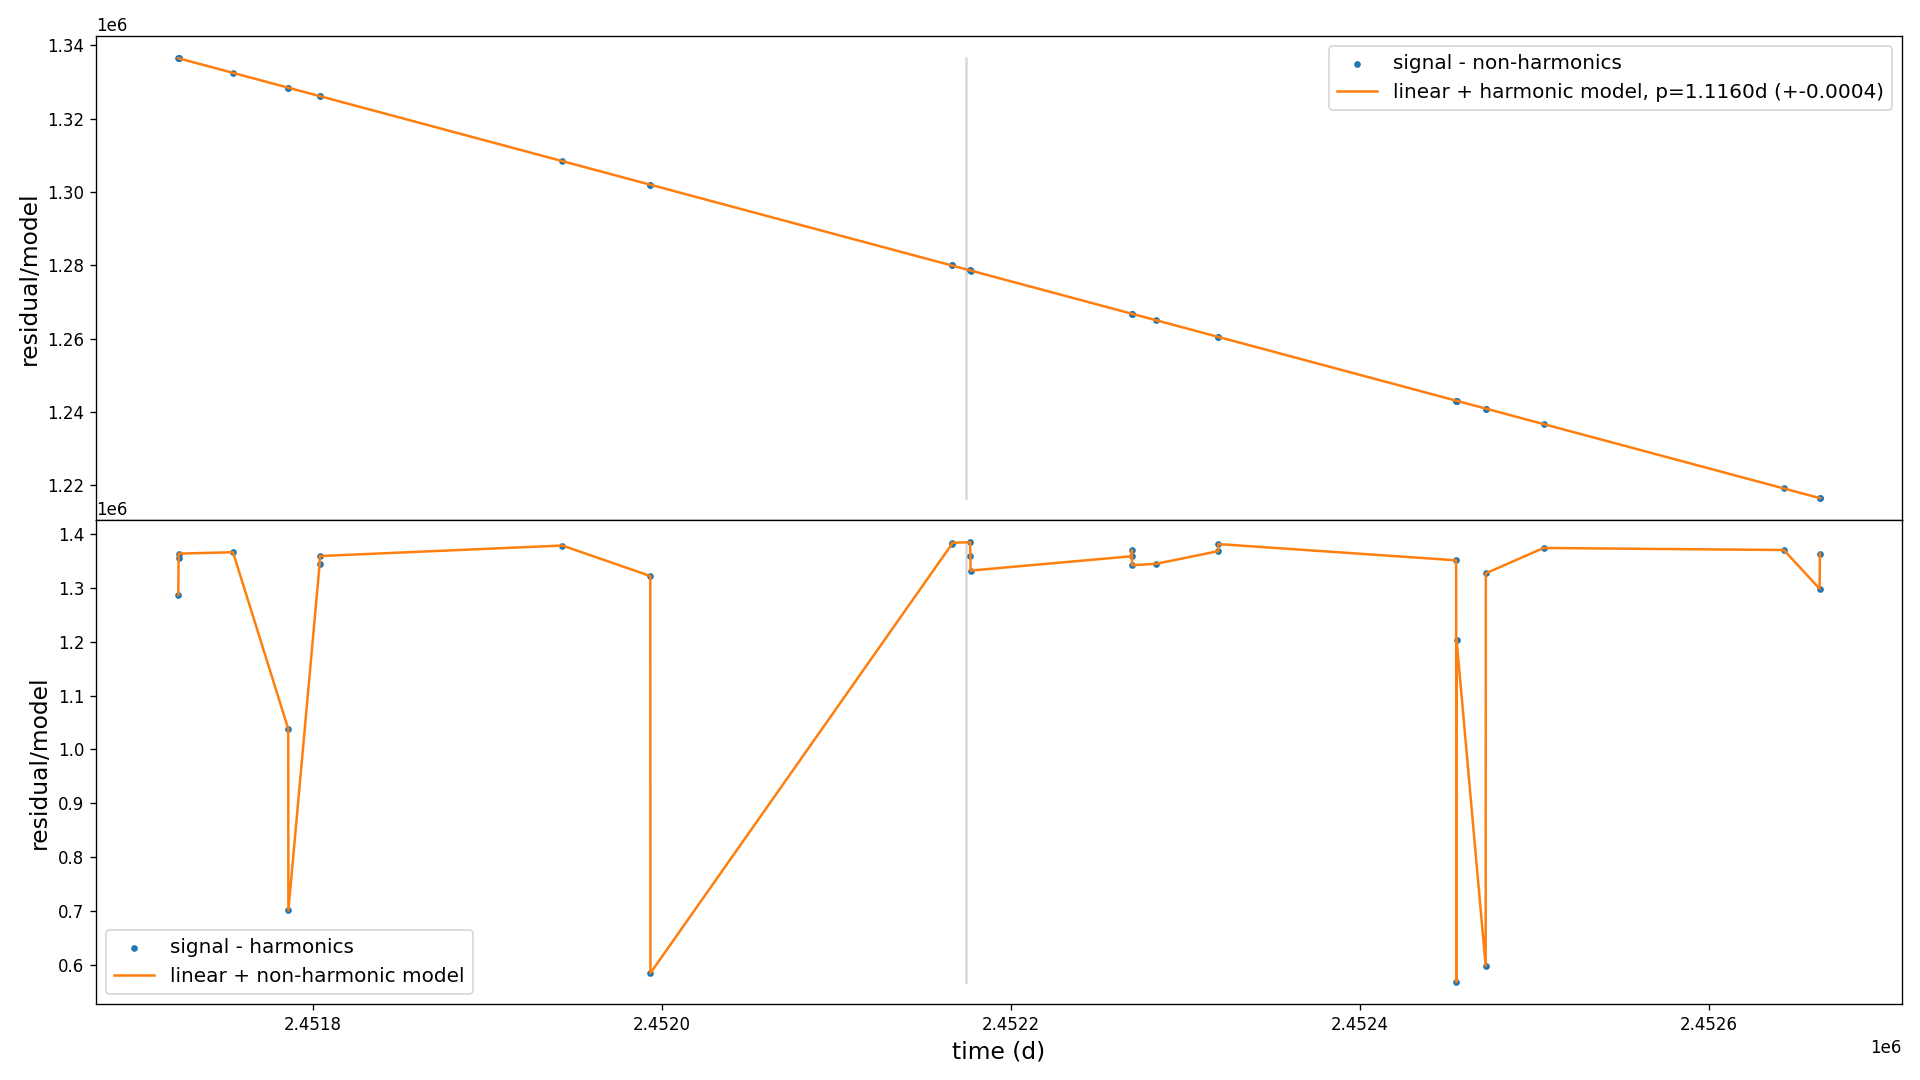 1e6
1.34
1.32
1.30
1.28
1.26
1.24
1.22
residual/model
signal - non-harmonics
linear + harmonic model, p=1.1160d (+-0.0004)
1e6
1.4
1.3
1.2
1.1
1.0
0.9
0.8
0.7
0.6
residual/model
signal - harmonics
linear + non-harmonic model
2.4518
2.4520
2.4522
2.4524
2.4526
1e6
time (d)